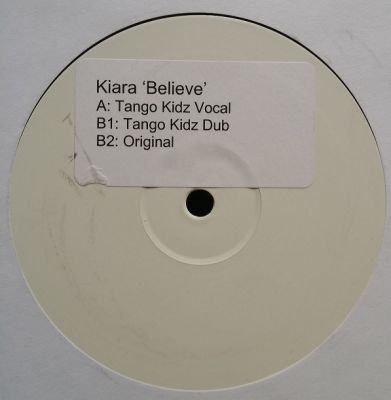 Kiara ‘Believe’
A: Tango Kidz Vocal
B1: Tango Kidz Dub
B2: Original